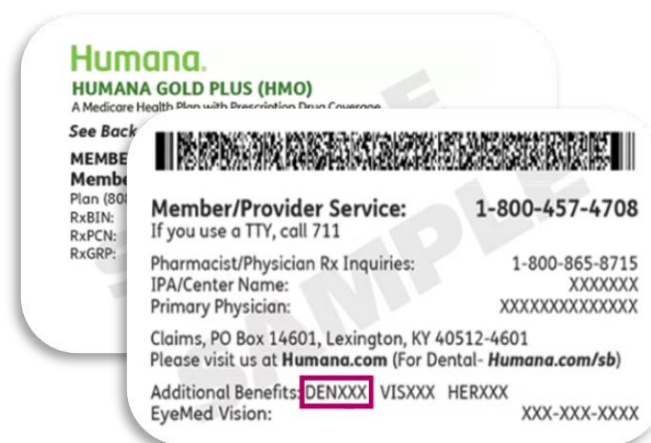 Humana.
HUMANA GOLD PLUS (HMO)
A Medicare Health Plan with Prescription Drug Coverage
See Back
MEMBE
Membe
Plan (80
RxBIN:
RxPCN:
RxGRP:
SAMPLE
Member/Provider Service: 1-800-457-4708
If you use a TTY, call 711
Pharmacist/Physician Rx Inquiries: 1-800-865-8715
IPA/Center Name: XXXXXXX
Primary Physician: XXXXXXXXXXXXXX
Claims, PO Box 14601, Lexington, KY 40512-4601
Please visit us at Humana.com (For Dental- Humana.com/sb)
Additional Benefits: DENXXX VISXXX HERXXX
EyeMed Vision: XXX-XXX-XXXX